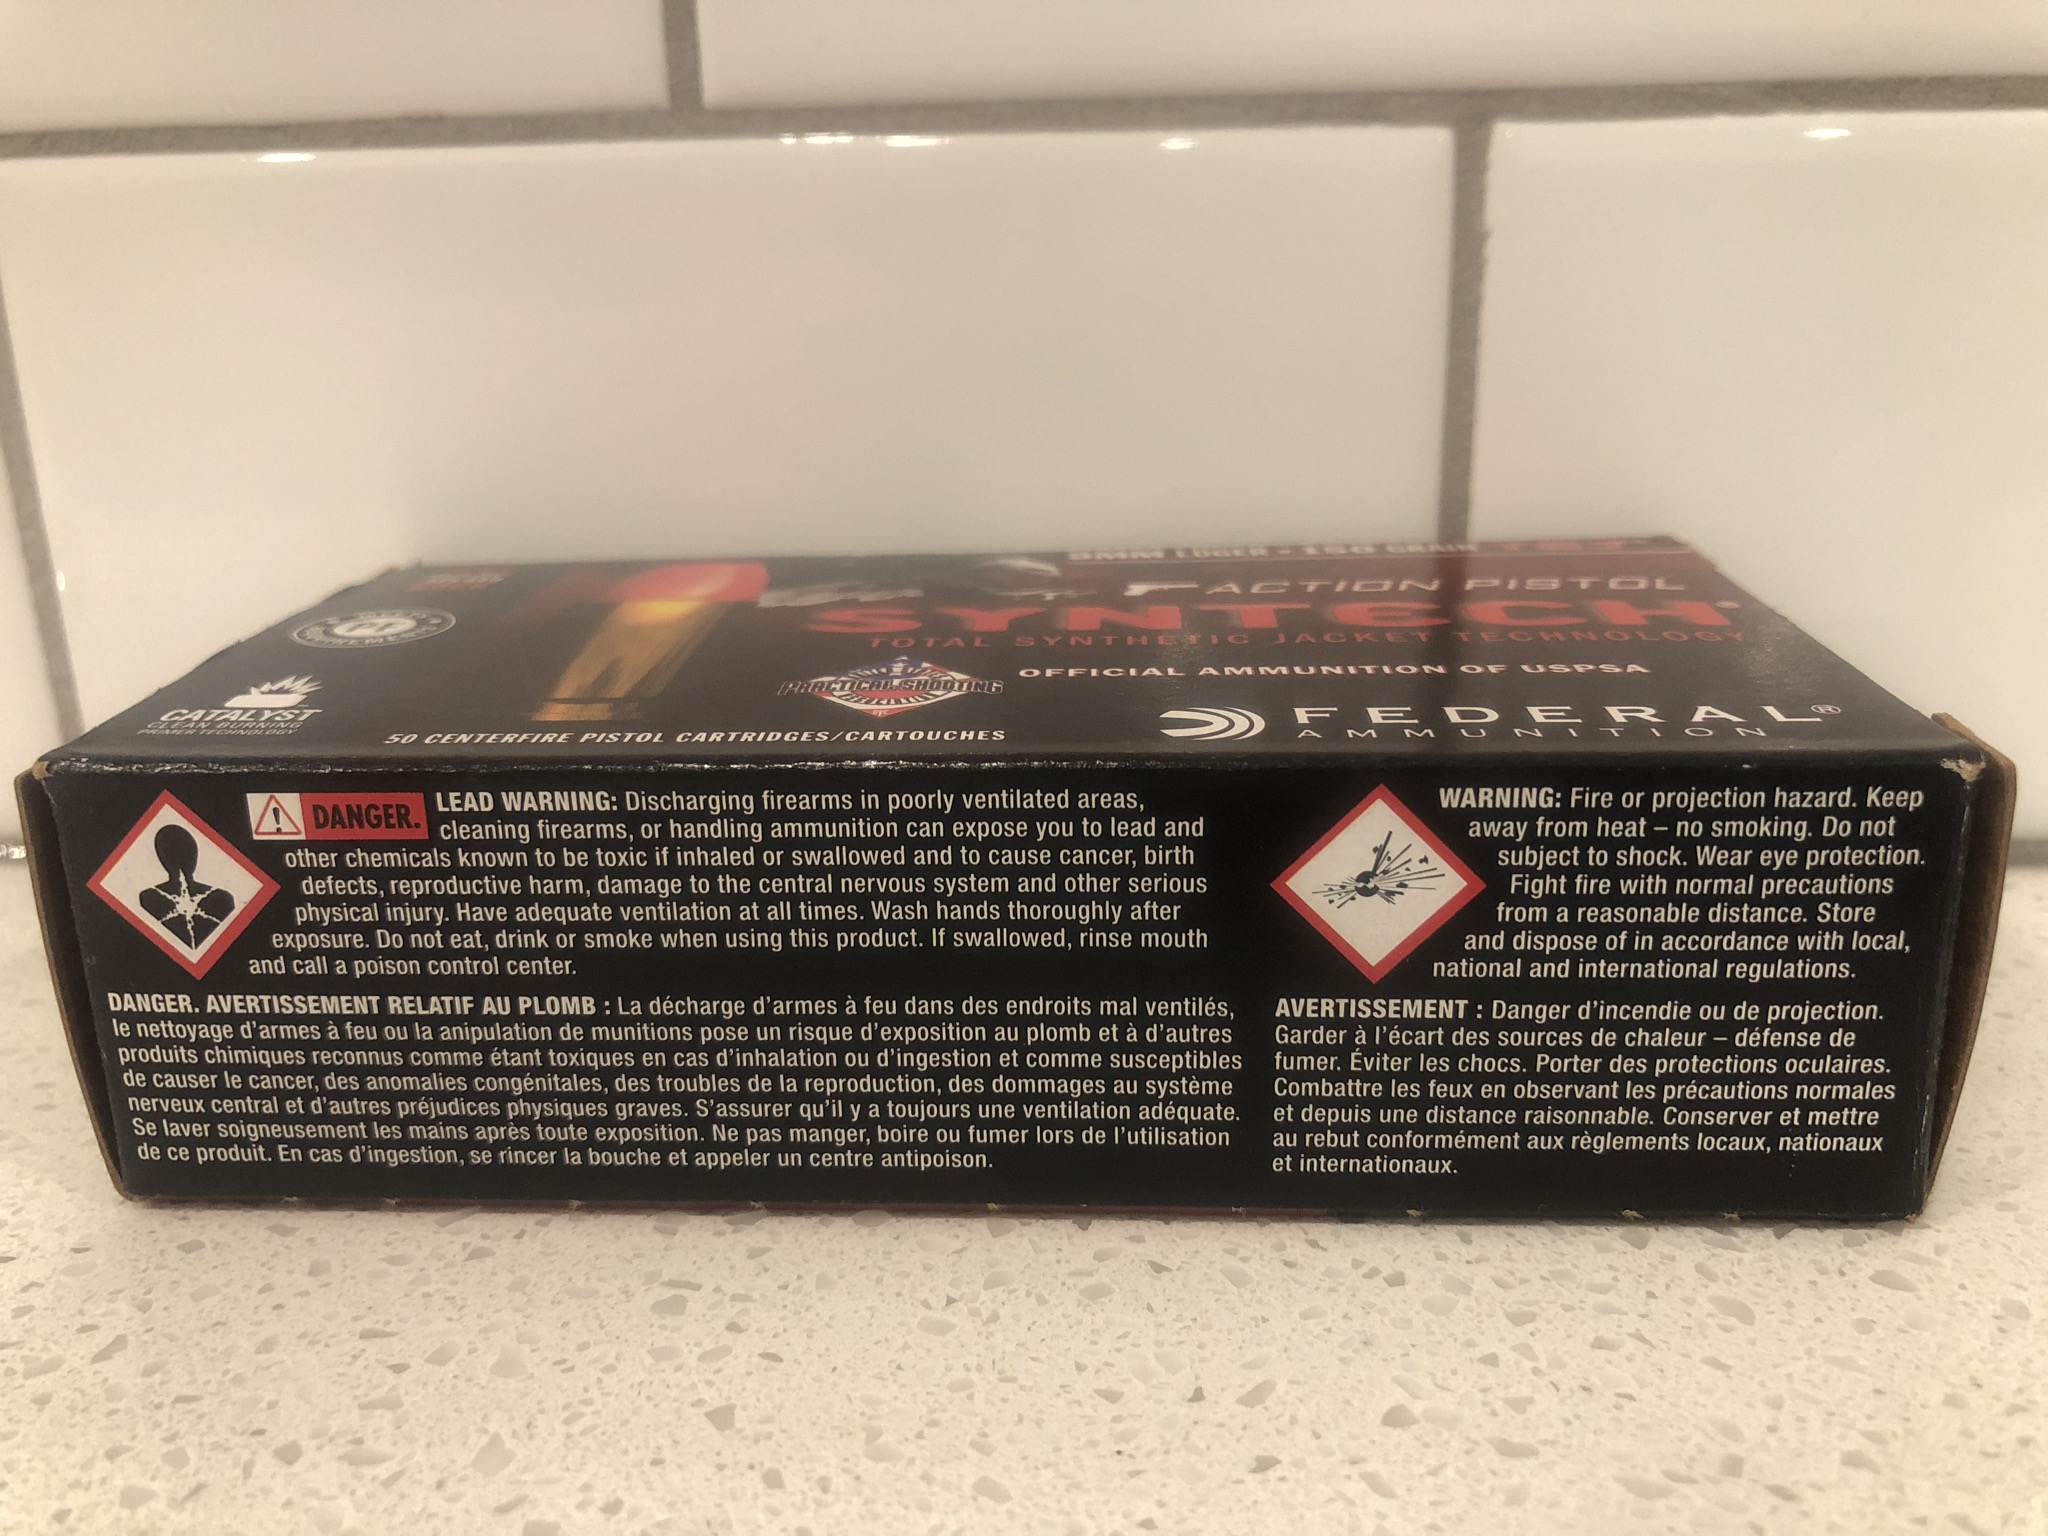 9MM LUGER • 150 GRAIN TSJ
ACTION PISTOL
SYNTECH®
TOTAL SYNTHETIC JACKET TECHNOLOGY
PRACTICAL SHOOTING
OFFICIAL AMMUNITION OF USPSA
CATALYST
CLEAN BURNING
PRIMER TECHNOLOGY
50 CENTERFIRE PISTOL CARTRIDGES/CARTOUCHES
FEDERAL®
AMMUNITION
DANGER. LEAD WARNING: Discharging firearms in poorly ventilated areas,
cleaning firearms, or handling ammunition can expose you to lead and
other chemicals known to be toxic if inhaled or swallowed and to cause cancer, birth
defects, reproductive harm, damage to the central nervous system and other serious
physical injury. Have adequate ventilation at all times. Wash hands thoroughly after
exposure. Do not eat, drink or smoke when using this product. If swallowed, rinse mouth
and call a poison control center.
DANGER. AVERTISSEMENT RELATIF AU PLOMB : La décharge d'armes à feu dans des endroits mal ventilés,
le nettoyage d'armes à feu ou la anipulation de munitions pose un risque d'exposition au plomb et à d'autres
produits chimiques reconnus comme étant toxiques en cas d'inhalation ou d'ingestion et comme susceptibles
de causer le cancer, des anomalies congénitales, des troubles de la reproduction, des dommages au système
nerveux central et d'autres préjudices physiques graves. S'assurer qu'il y a toujours une ventilation adéquate.
Se laver soigneusement les mains après toute exposition. Ne pas manger, boire ou fumer lors de l'utilisation
de ce produit. En cas d'ingestion, se rincer la bouche et appeler un centre antipoison.
WARNING: Fire or projection hazard. Keep
away from heat – no smoking. Do not
subject to shock. Wear eye protection.
Fight fire with normal precautions
from a reasonable distance. Store
and dispose of in accordance with local,
national and international regulations.
AVERTISSEMENT : Danger d'incendie ou de projection.
Garder à l'écart des sources de chaleur – défense de
fumer. Éviter les chocs. Porter des protections oculaires.
Combattre les feux en observant les précautions normales
et depuis une distance raisonnable. Conserver et mettre
au rebut conformément aux règlements locaux, nationaux
et internationaux.